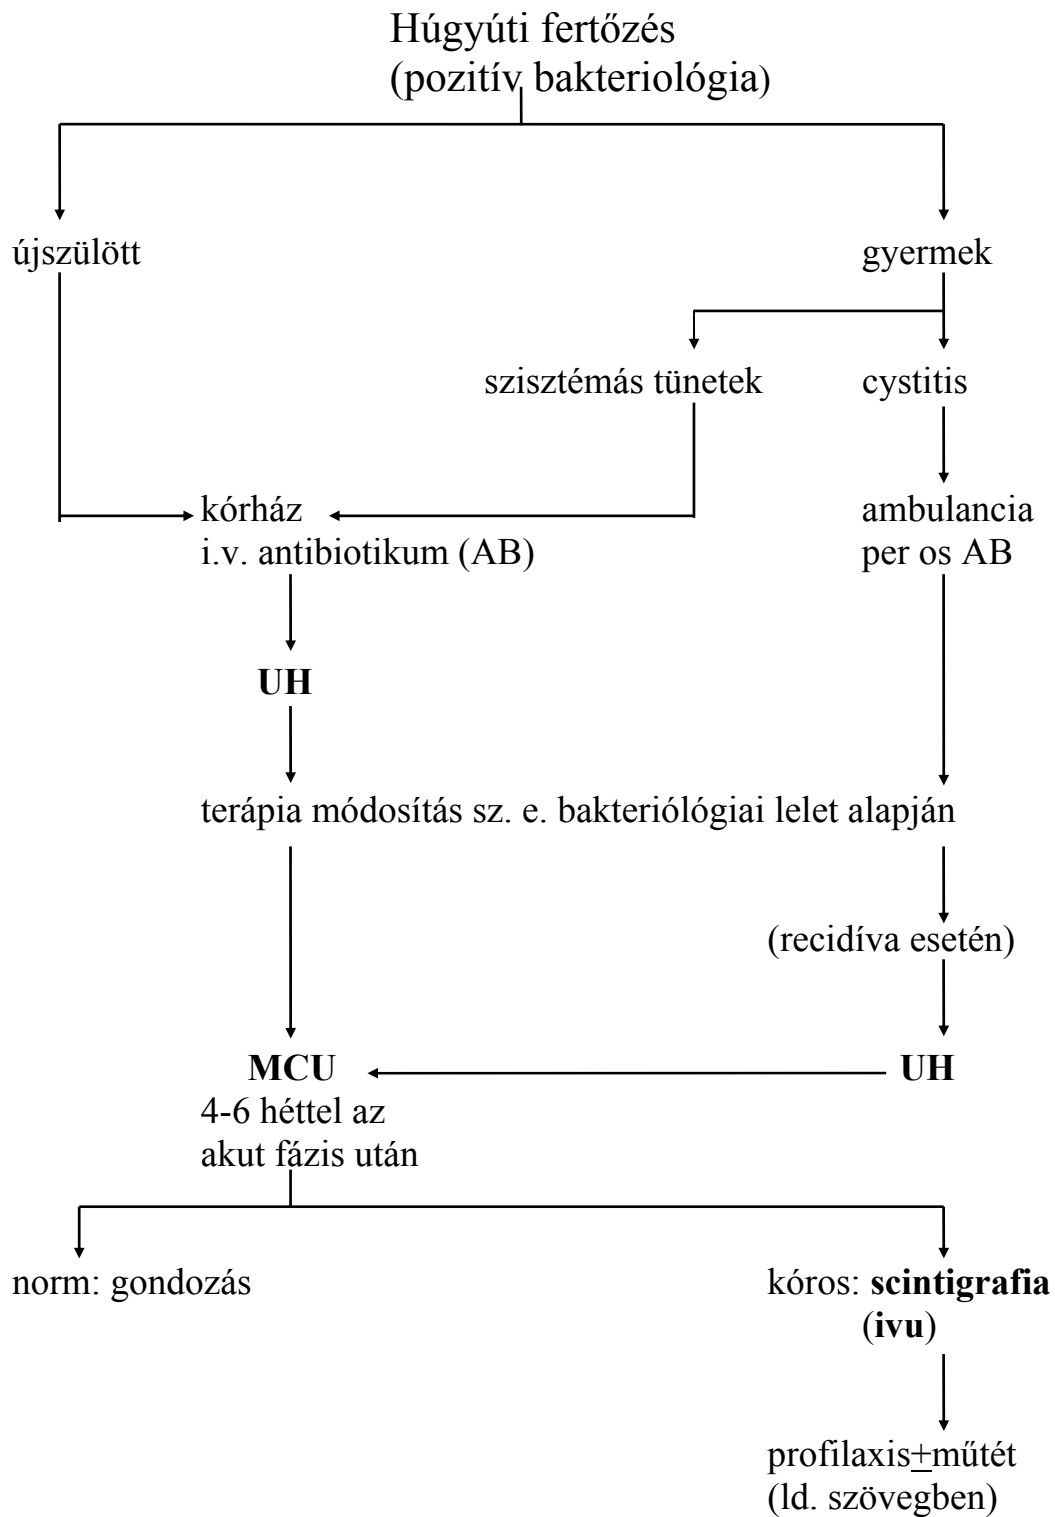 Húgyúti fertőzés
(pozitív bakteriológia)
újszülött
gyermek
szisztémás tünetek
cystitis
kórház
i.v. antibiotikum (AB)
ambulancia
per os AB
UH
terápia módosítás sz. e. bakteriólógiai lelet alapján
(recidíva esetén)
MCU
4-6 héttel az
akut fázis után
UH
norm: gondozás
kóros: scintigrafia
(ivu)
profilaxis±műtét
(ld. szövegben)